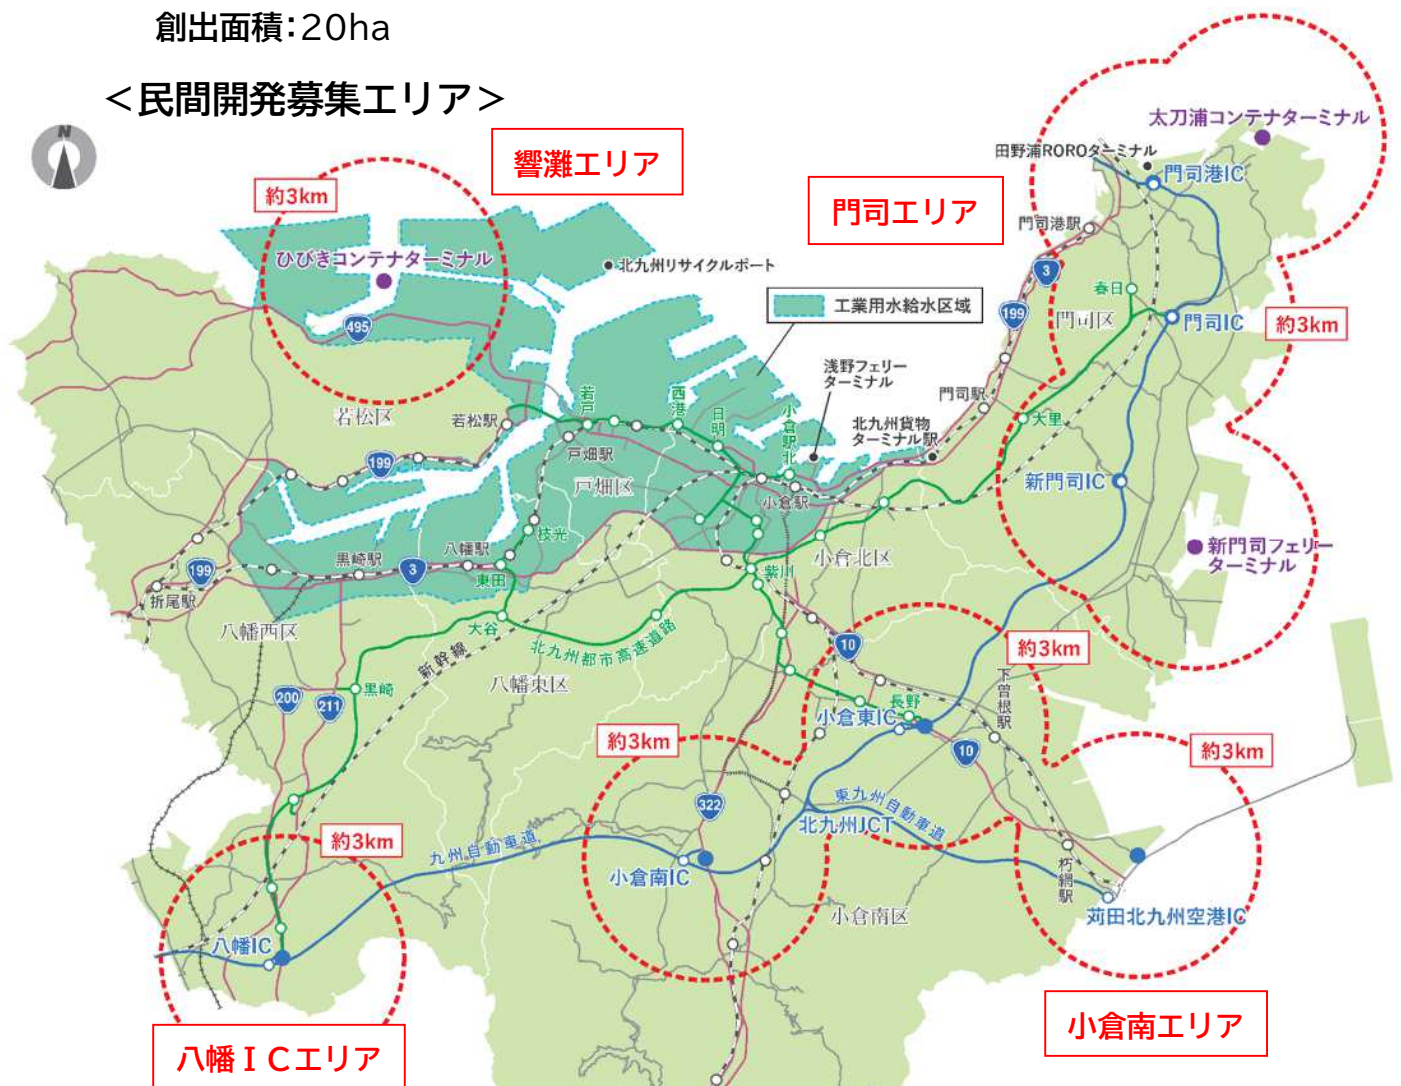 創出面積：20ha
＜民間開発募集エリア＞
N
響灘エリア
門司エリア
太刀浦コンテナターミナル
田野浦ROROターミナル
門司港IC
約3km
門司港駅
ひびきコンテナターミナル
北九州リサイクルポート
3
春日
工業用水給水区域
199
門司区
門司IC
約3km
495
浅野フェリー
ターミナル
若松区
若松駅
若戸
西港
日明
小倉駅北
門司駅
北九州貨物
ターミナル駅
大里
戸畑駅
199
戸畑区
小倉駅
新門司IC
枝光
八幡駅
黒崎駅
3
199
東田
紫川
小倉北区
新門司フェリー
ターミナル
折尾駅
八幡西区
大谷
北九州都市高速道路
新幹線
八幡東区
10
約3km
下曽根駅
黒崎
200
211
長野
小倉東IC
約3km
10
約3km
322
東九州自動車道
北九州JCT
約3km
九州自動車道
小倉南IC
朽網駅
小倉南区
苅田北九州空港IC
八幡IC
小倉南エリア
八幡ＩＣエリア